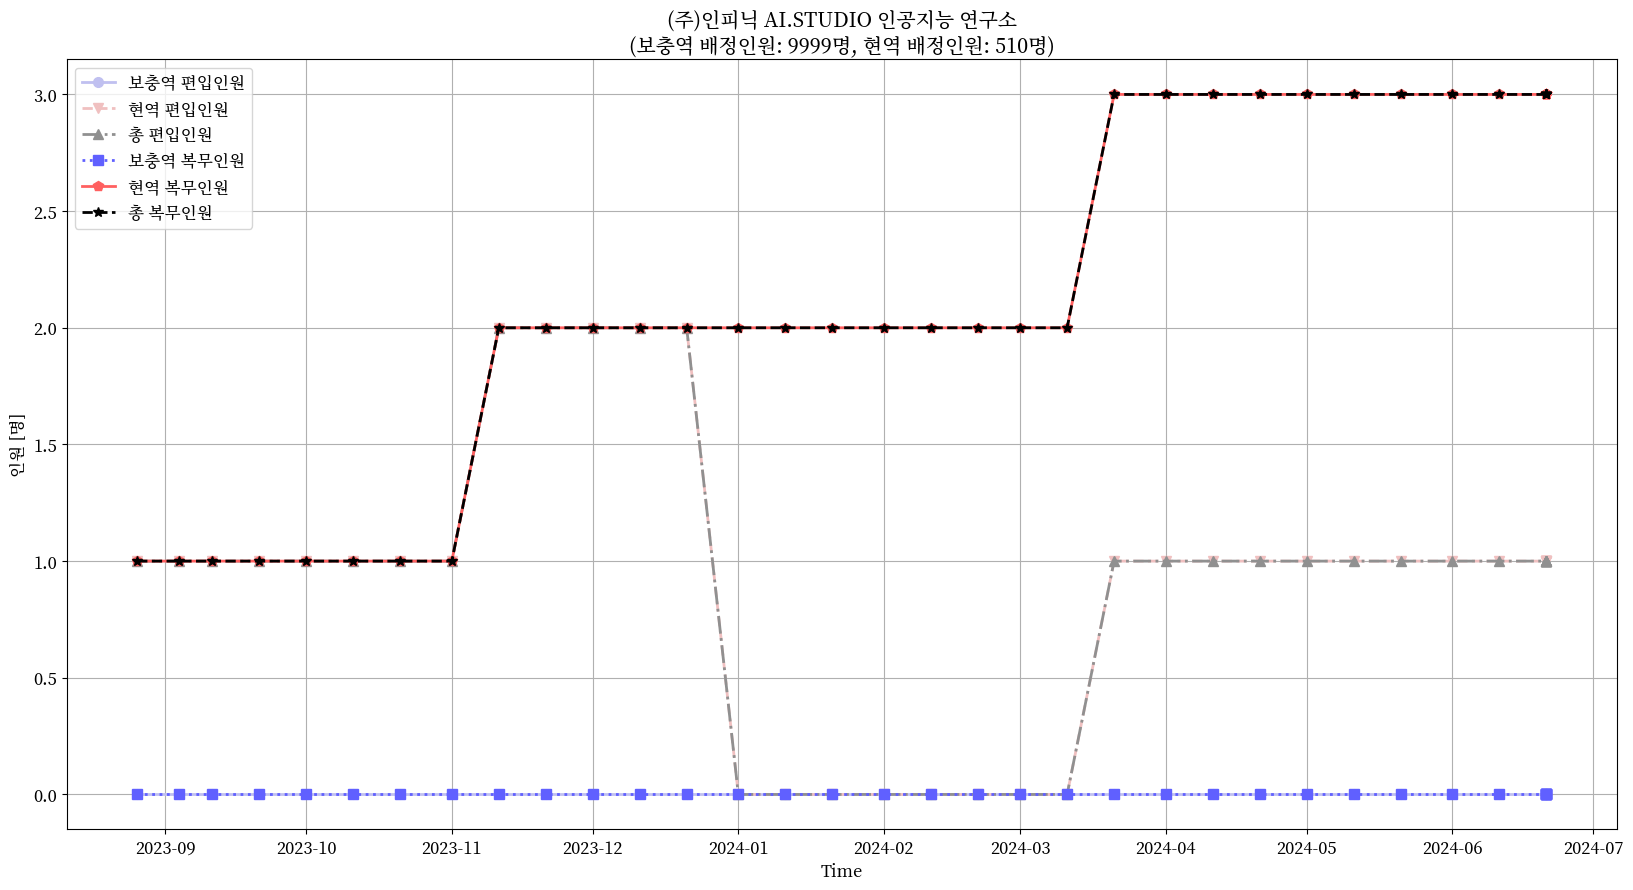 (주)인피닉 AI.STUDIO 인공지능 연구소
(보충역 배정인원: 9999명, 현역 배정인원: 510명)
보충역 편입인원
현역 편입인원
총 편입인원
보충역 복무인원
현역 복무인원
총 복무인원
3.0
2.5
2.0
1.5
1.0
0.5
0.0
인원 [명]
2023-09 2023-10 2023-11 2023-12 2024-01 2024-02 2024-03 2024-04 2024-05 2024-06 2024-07
Time